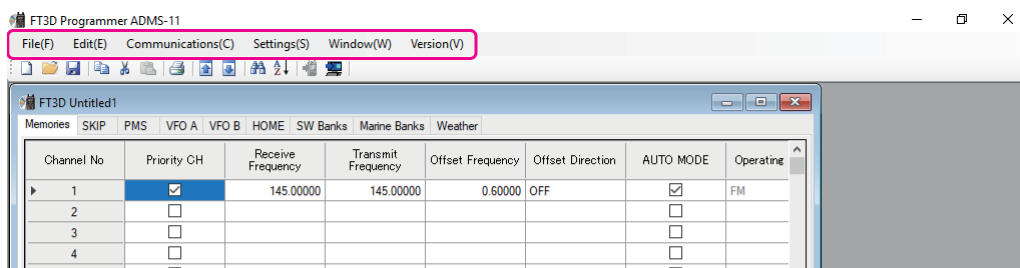 FT3D Programmer ADMS-11
File(F) Edit(E) Communications(C) Settings(S) Window(W) Version(V)
FT3D Untitled1
Memories SKIP PMS VFO A VFO B HOME SW Banks Marine Banks Weather
Channel No Priority CH Receive Frequency Transmit Frequency Offset Frequency Offset Direction AUTO MODE Operating
1 145.00000 145.00000 0.60000 OFF FM
2
3
4